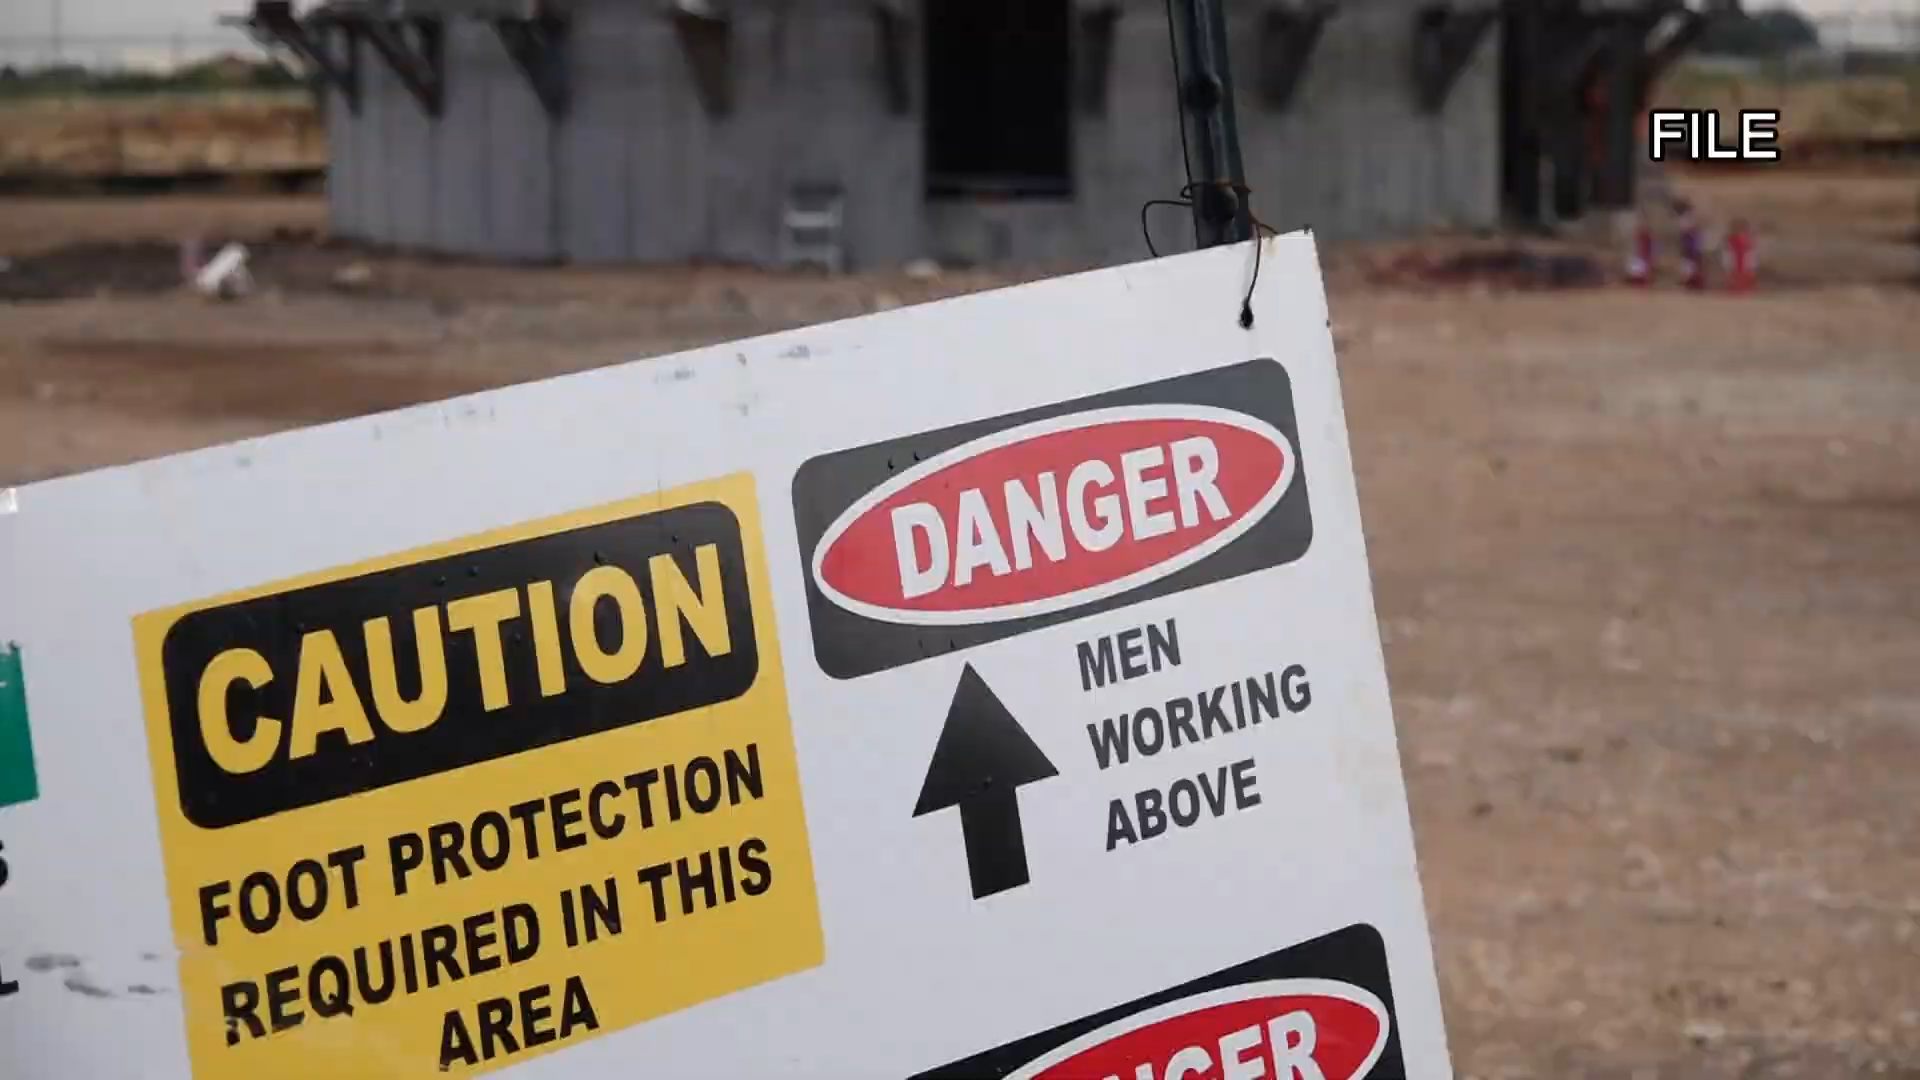 FILE
CAUTION
FOOT PROTECTION
REQUIRED IN THIS
AREA
DANGER
MEN
WORKING
ABOVE